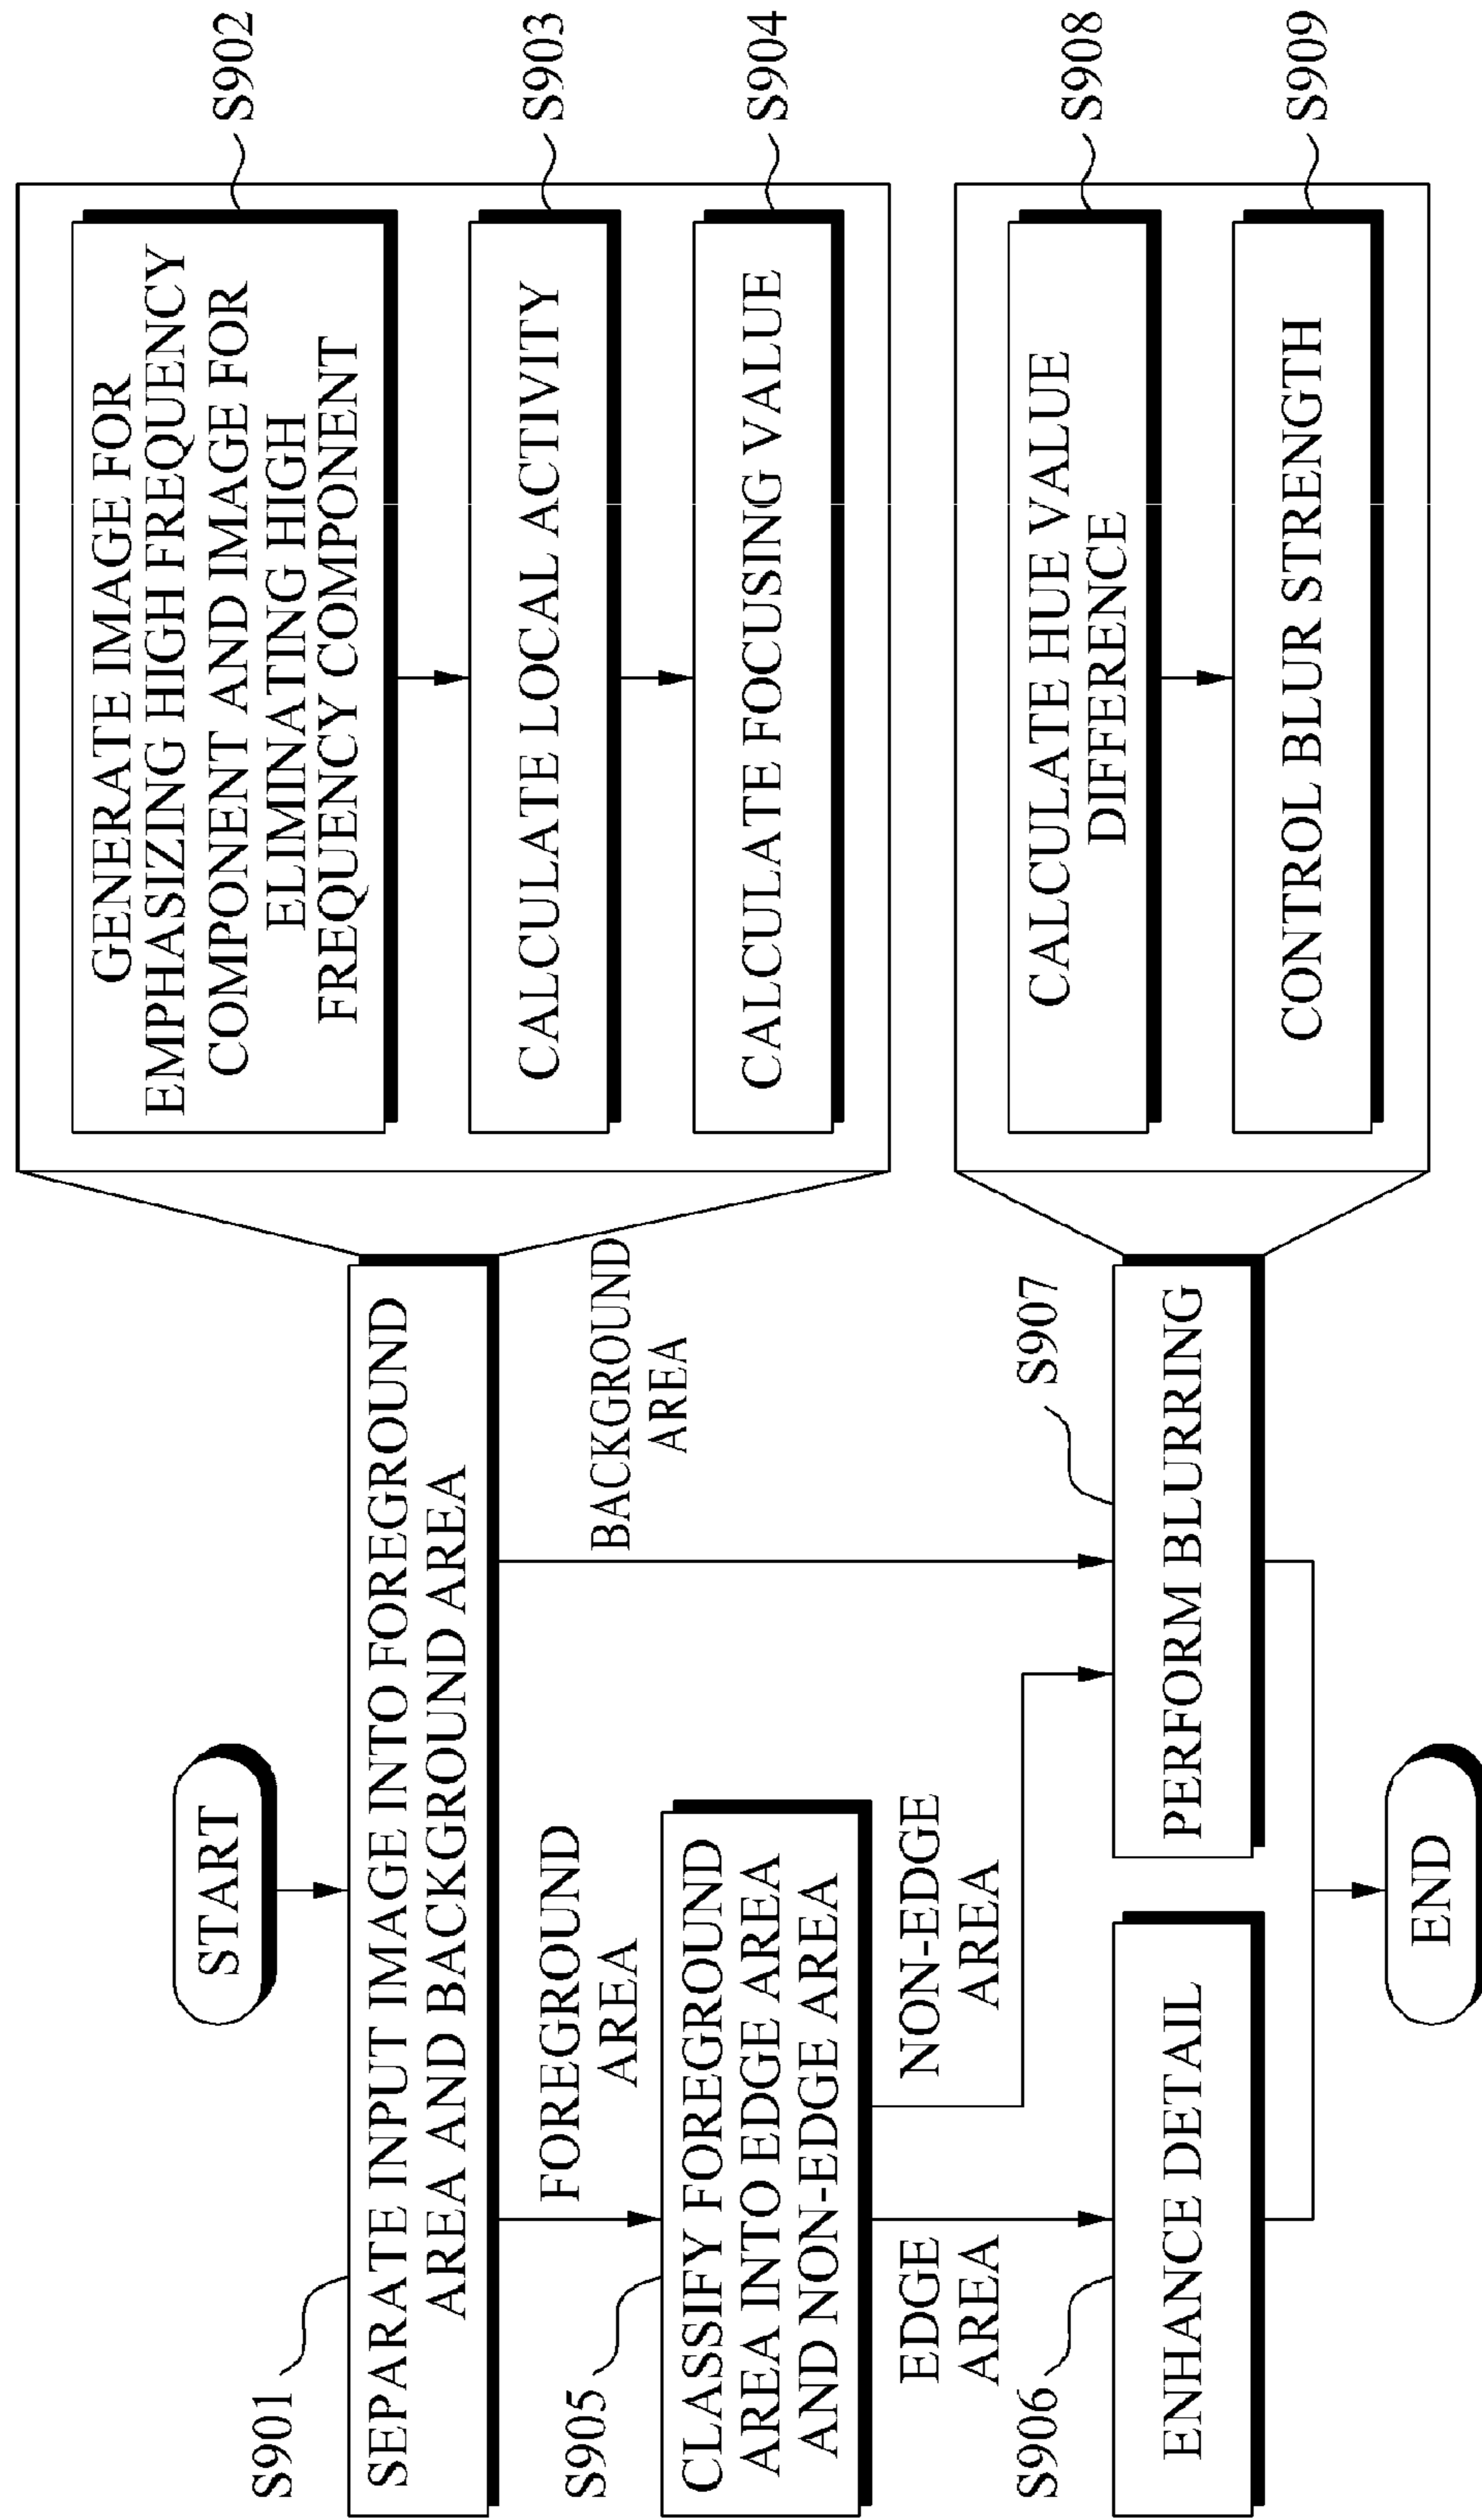 START
S901
SEPARATE INPUT IMAGE INTO FOREGROUND
AREA AND BACKGROUND AREA
FOREGROUND
AREA
BACKGROUND
AREA
S905
CLASSIFY FOREGROUND
AREA INTO EDGE AREA
AND NON-EDGE AREA
EDGE
AREA
NON-EDGE
AREA
S906
ENHANCE DETAIL
S907
PERFORM BLURRING
END
GENERATE IMAGE FOR
EMPHASIZING HIGH FREQUENCY
COMPONENT AND IMAGE FOR
ELIMINATING HIGH
FREQUENCY COMPONENT
S902
CALCULATE LOCAL ACTIVITY
S903
CALCULATE FOCUSING VALUE
S904
CALCULATE HUE VALUE
DIFFERENCE
S908
CONTROL BLUR STRENGTH
S909